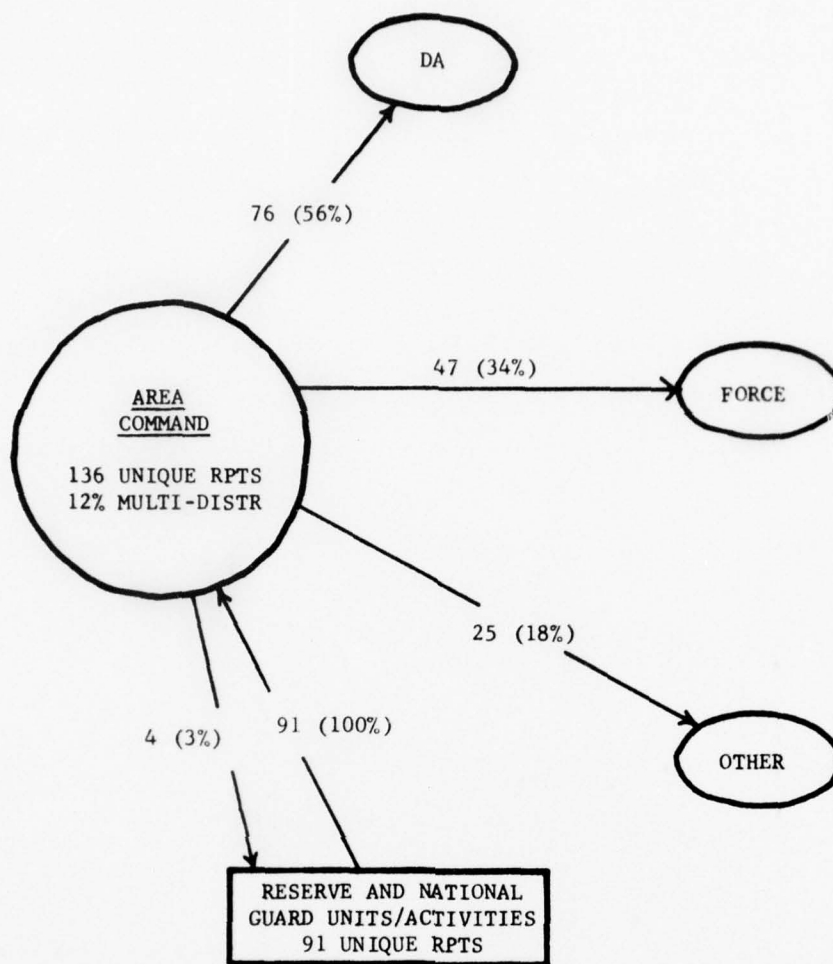 DA
76 (56%)
47 (34%)
FORCE
AREA
COMMAND
136 UNIQUE RPTS
12% MULTI-DISTR
25 (18%)
4 (3%)
91 (100%)
OTHER
RESERVE AND NATIONAL
GUARD UNITS/ACTIVITIES
91 UNIQUE RPTS